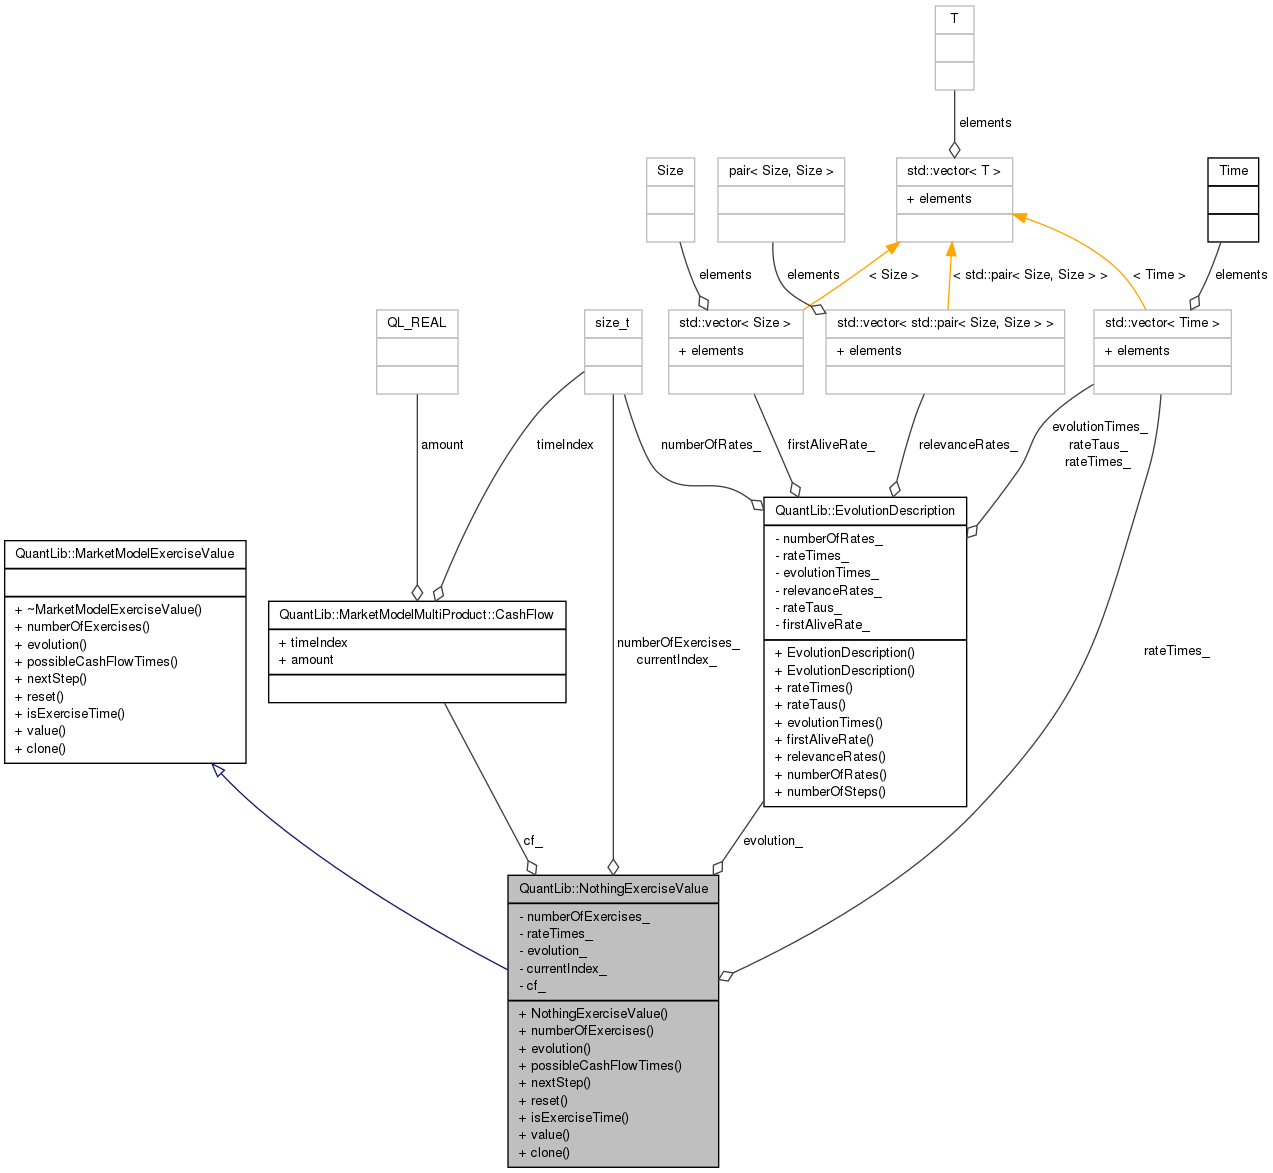 T
elements
Size
pair< Size, Size >
std::vector< T >
+ elements
Time
elements
elements
< Size >
< std::pair< Size, Size > >
< Time >
elements
QL_REAL
size_t
std::vector< Size >
+ elements
std::vector< std::pair< Size, Size > >
+ elements
std::vector< Time >
+ elements
amount
timeIndex
numberOfRates_
firstAliveRate_
relevanceRates_
evolutionTimes_
rateTaus_
rateTimes_
QuantLib::MarketModelExerciseValue
+ ~MarketModelExerciseValue()
+ numberOfExercises()
+ evolution()
+ possibleCashFlowTimes()
+ nextStep()
+ reset()
+ isExerciseTime()
+ value()
+ clone()
QuantLib::MarketModelMultiProduct::CashFlow
+ timeIndex
+ amount
numberOfExercises_
currentIndex_
QuantLib::EvolutionDescription
- numberOfRates_
- rateTimes_
- evolutionTimes_
- relevanceRates_
- rateTaus_
- firstAliveRate_
+ EvolutionDescription()
+ EvolutionDescription()
+ rateTimes()
+ rateTaus()
+ evolutionTimes()
+ firstAliveRate()
+ relevanceRates()
+ numberOfRates()
+ numberOfSteps()
rateTimes_
cf_
evolution_
QuantLib::NothingExerciseValue
- numberOfExercises_
- rateTimes_
- evolution_
- currentIndex_
- cf_
+ NothingExerciseValue()
+ numberOfExercises()
+ evolution()
+ possibleCashFlowTimes()
+ nextStep()
+ reset()
+ isExerciseTime()
+ value()
+ clone()